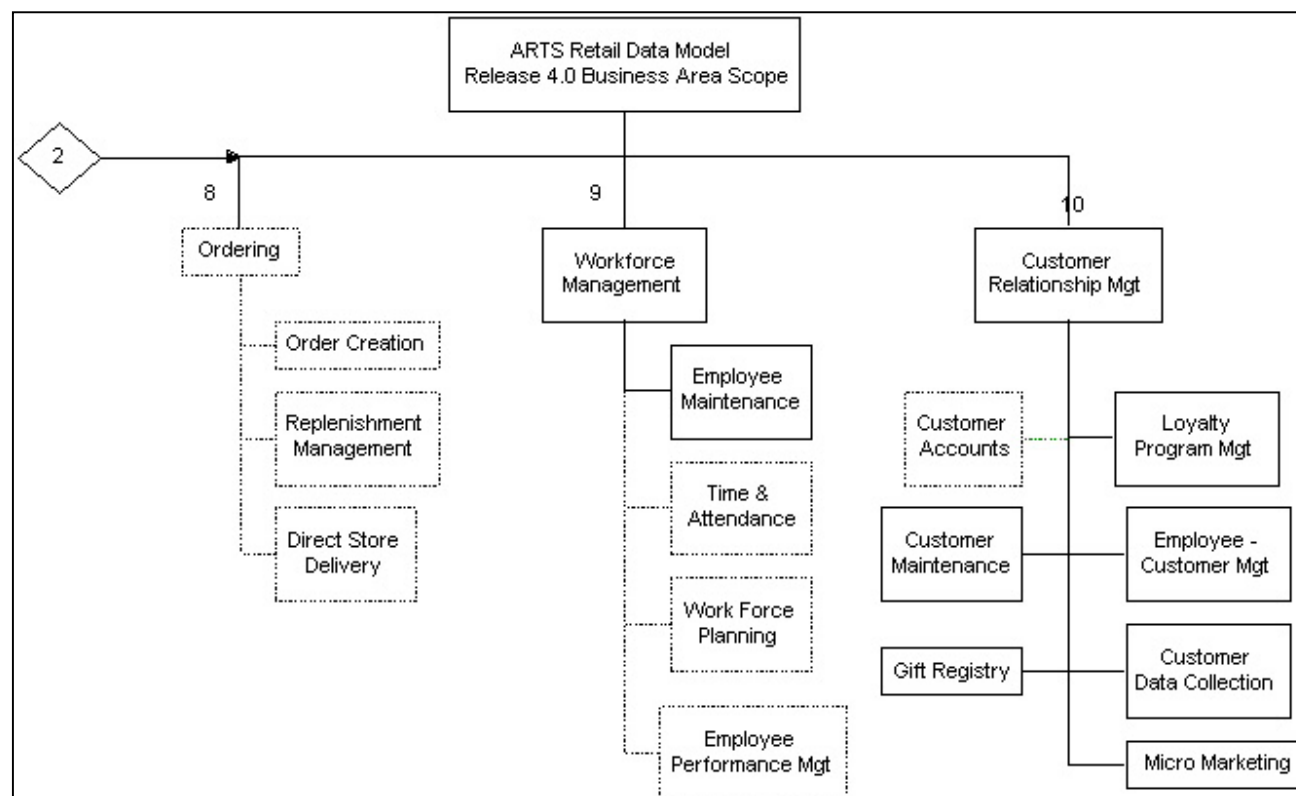 ARTS Retail Data Model
Release 4.0 Business Area Scope
2
8
9
10
Ordering
Workforce
Management
Customer
Relationship Mgt
Order Creation
Replenishment
Management
Direct Store
Delivery
Employee
Maintenance
Time &
Attendance
Work Force
Planning
Employee
Performance Mgt
Customer
Accounts
Loyalty
Program Mgt
Customer
Maintenance
Employee -
Customer Mgt
Gift Registry
Customer
Data Collection
Micro Marketing